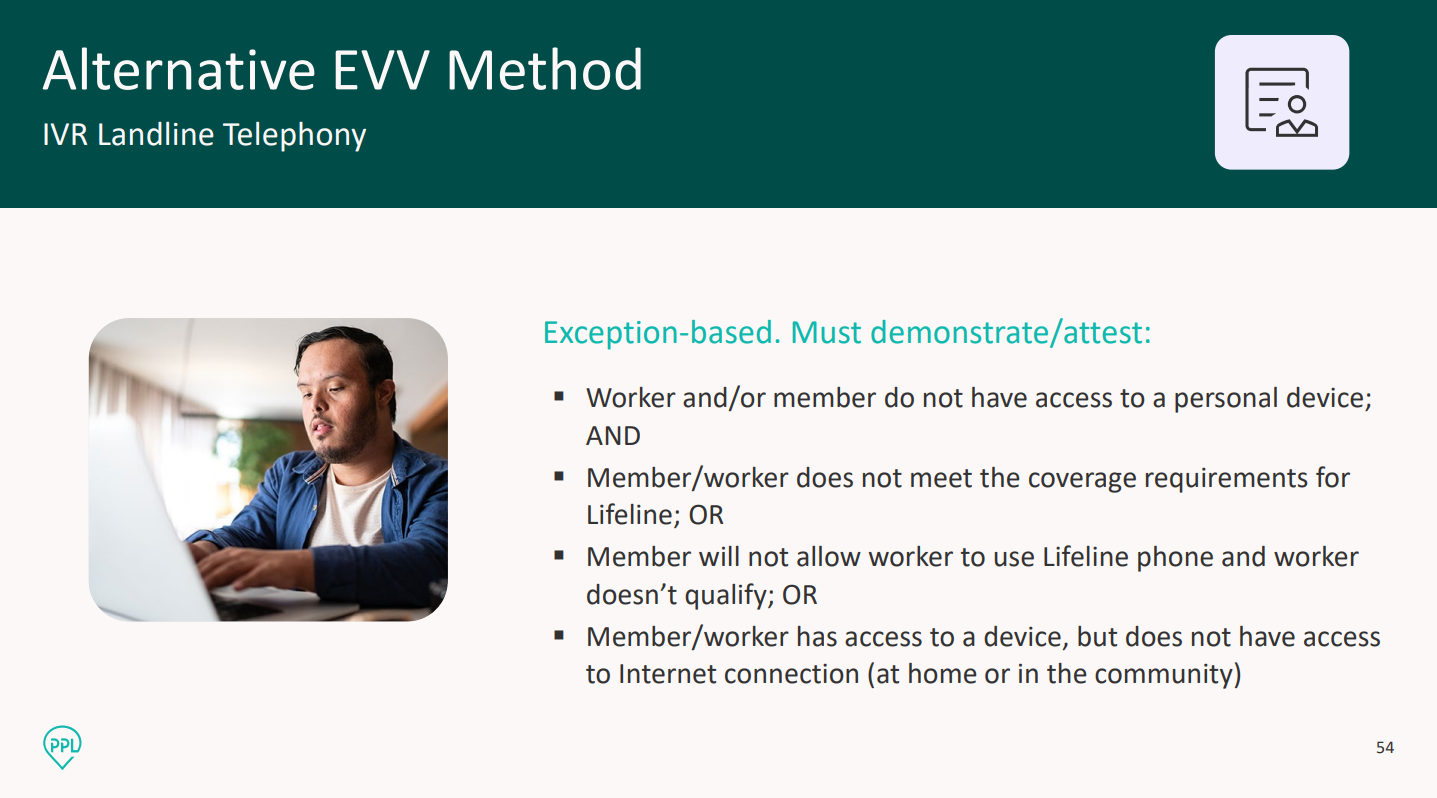 Alternative EVV Method
IVR Landline Telephony
Exception-based. Must demonstrate/attest:
▪ Worker and/or member do not have access to a personal device;
AND
▪ Member/worker does not meet the coverage requirements for
Lifeline; OR
▪ Member will not allow worker to use Lifeline phone and worker
doesn’t qualify; OR
▪ Member/worker has access to a device, but does not have access
to Internet connection (at home or in the community)
PPL
54